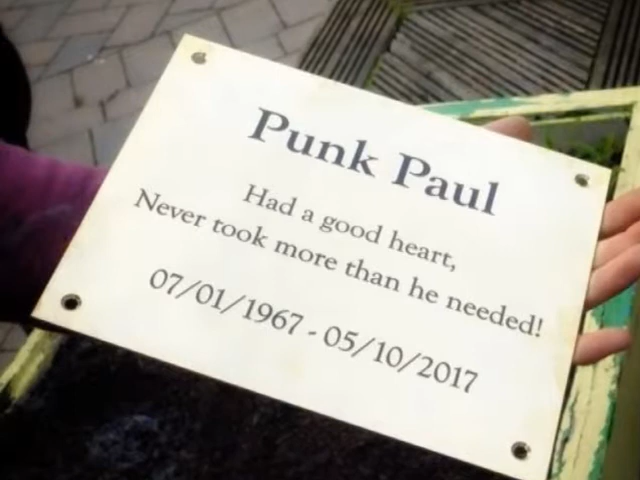 Punk Paul
Had a good heart,
Never took more than he needed!
07/01/1967 - 05/10/2017